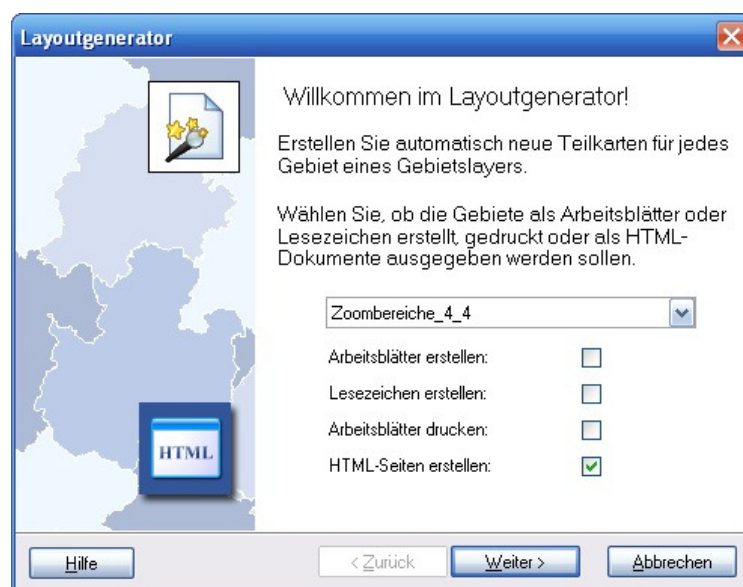 Layoutgenerator
Willkommen im Layoutgenerator!
Erstellen Sie automatisch neue Teilkarten für jedes
Gebiet eines Gebietslayers.
Wählen Sie, ob die Gebiete als Arbeitsblätter oder
Lesezeichen erstellt, gedruckt oder als HTML-
Dokumente ausgegeben werden sollen.
Zoombereiche_4_4
Arbeitsblätter erstellen:
Lesezeichen erstellen:
Arbeitsblätter drucken:
HTML-Seiten erstellen:
HTML
Hilfe
< Zurück
Weiter >
Abbrechen